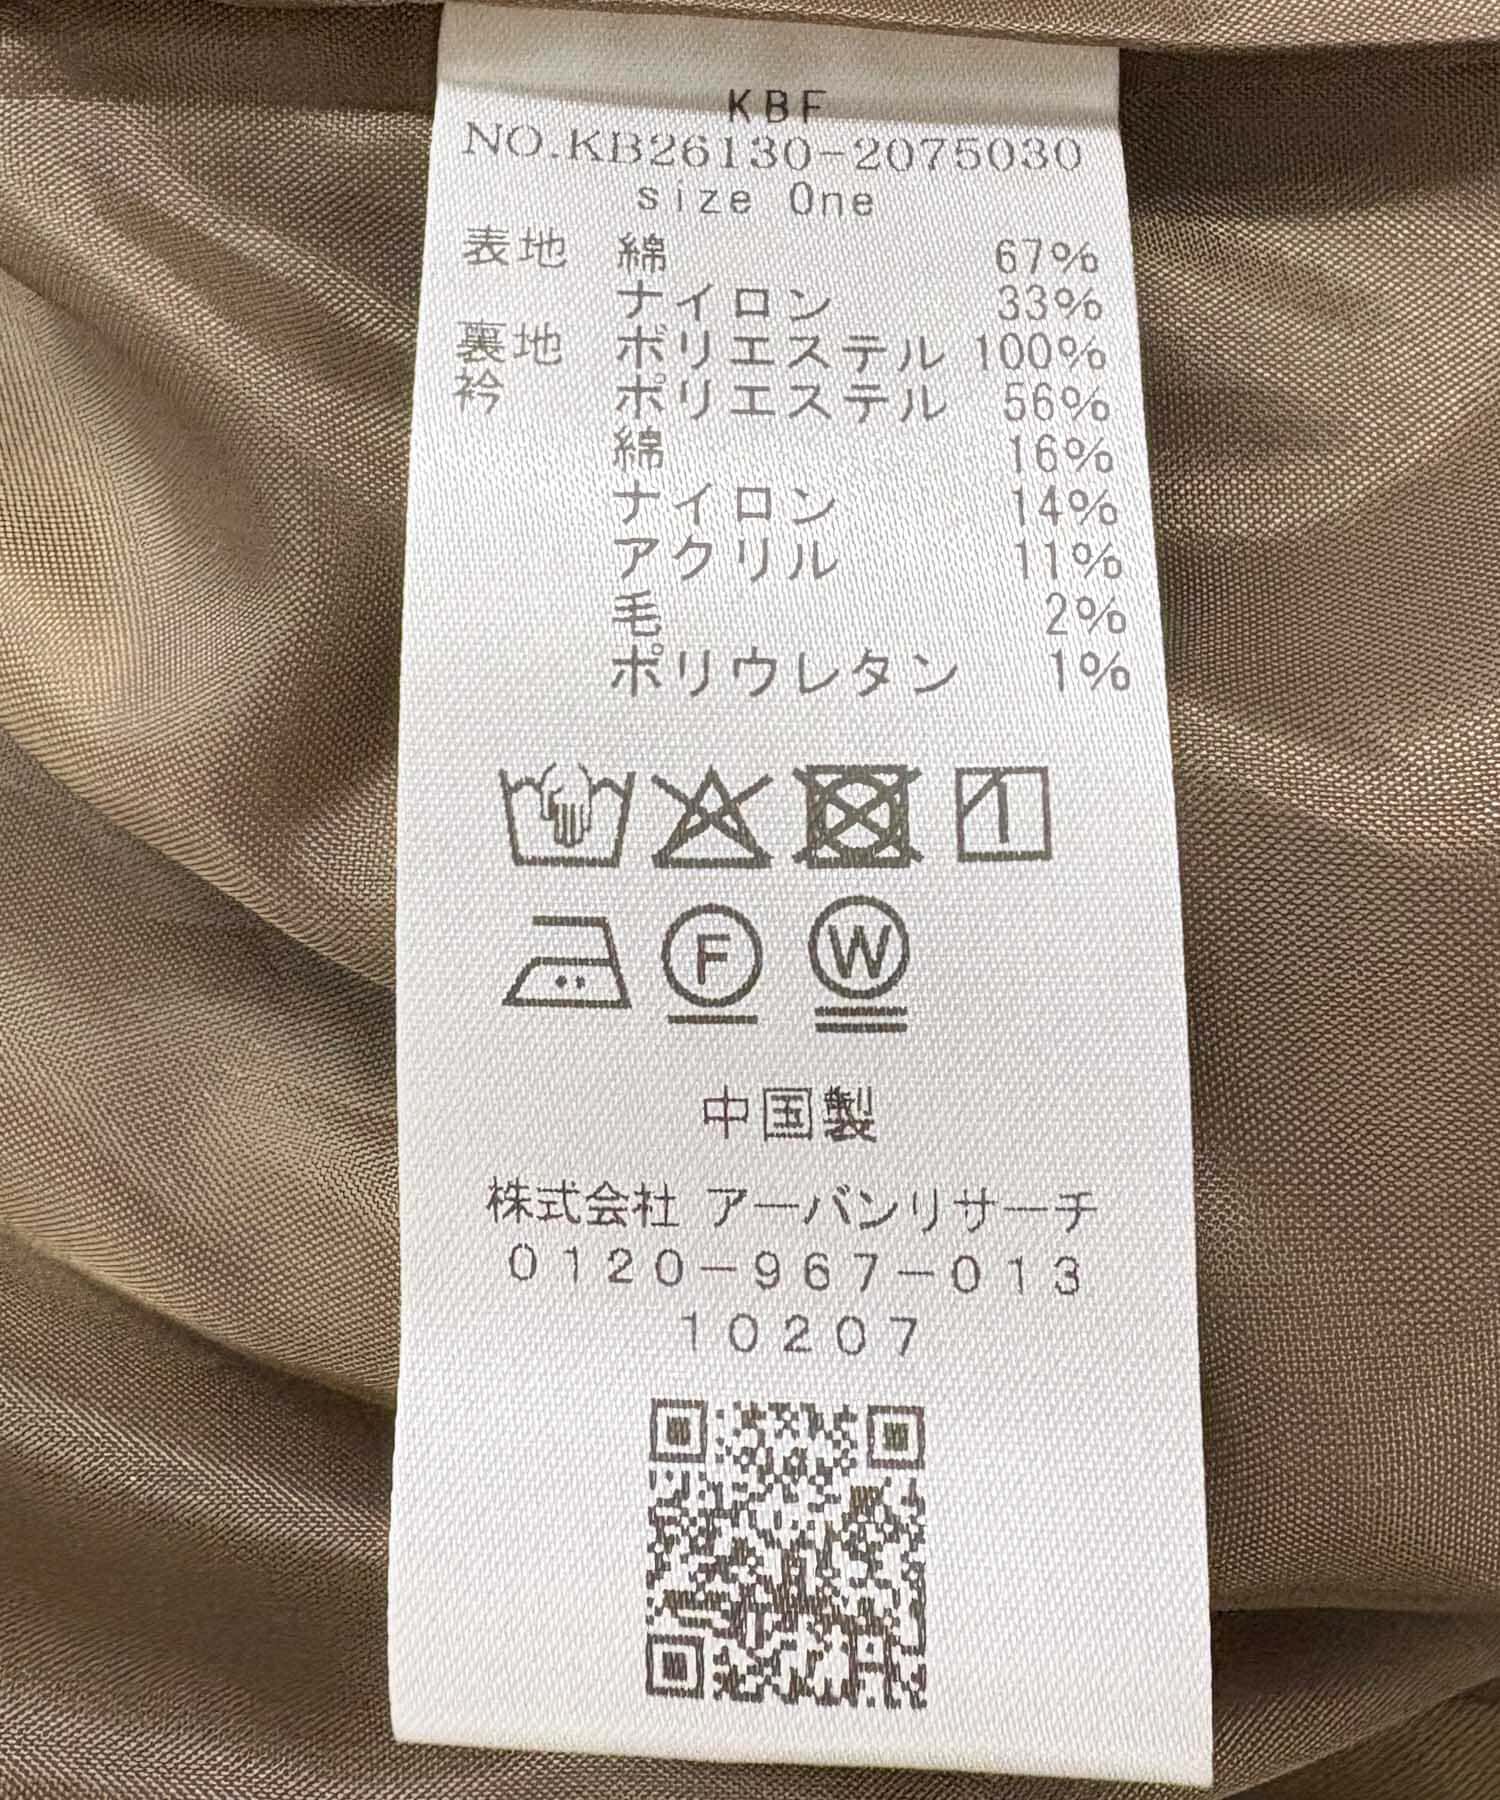 KBF
NO.KB26130-2075030
size One
表地 綿 67%
ナイロン 33%
裏地 ポリエステル 100%
衿 ポリエステル 56%
綿 16%
ナイロン 14%
アクリル 11%
毛 2%
ポリウレタン 1%
F W
中国製
株式会社 アーバンリサーチ
0120-967-013
10207